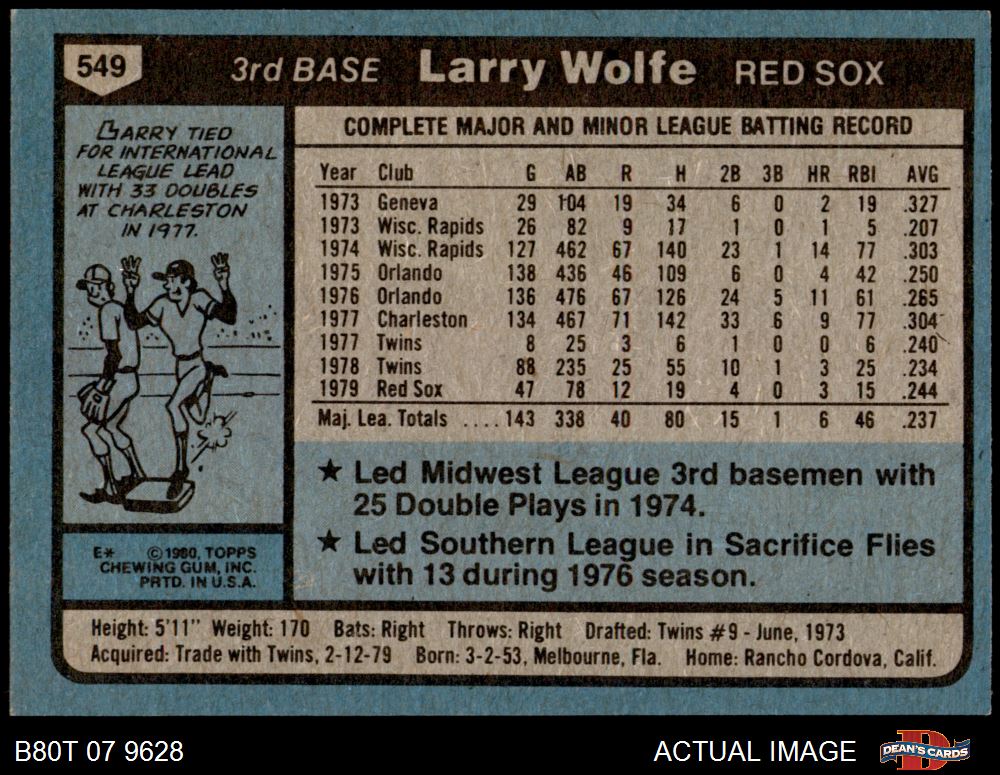 549 3rd BASE Larry Wolfe RED SOX
LARRY TIED
FOR INTERNATIONAL
LEAGUE LEAD
WITH 33 DOUBLES
AT CHARLESTON
IN 1977.
COMPLETE MAJOR AND MINOR LEAGUE BATTING RECORD
Year Club G AB R H 2B 3B HR RBI AVG
1973 Geneva 29 104 19 34 6 0 2 19 .327
1973 Wisc. Rapids 26 82 9 17 1 0 1 5 .207
1974 Wisc. Rapids 127 462 67 140 23 1 14 77 .303
1975 Orlando 138 436 46 109 6 0 4 42 .250
1976 Orlando 136 476 67 126 24 5 11 61 .265
1977 Charleston 134 467 71 142 33 6 9 77 .304
1977 Twins 8 25 3 6 1 0 0 6 .240
1978 Twins 88 235 25 55 10 1 3 25 .234
1979 Red Sox 47 78 12 19 4 0 3 15 .244
Maj. Lea. Totals ....143 338 40 80 15 1 6 46 .237
★ Led Midwest League 3rd basemen with
25 Double Plays in 1974.
★ Led Southern League in Sacrifice Flies
with 13 during 1976 season.
E* ©1980, TOPPS
CHEWING GUM, INC.
PRTD. IN U.S.A.
Height: 5'11" Weight: 170 Bats: Right Throws: Right Drafted: Twins #9 - June, 1973
Acquired: Trade with Twins, 2-12-79 Born: 3-2-53, Melbourne, Fla. Home: Rancho Cordova, Calif.
B80T 07 9628 ACTUAL IMAGE DEAN'S CARDS